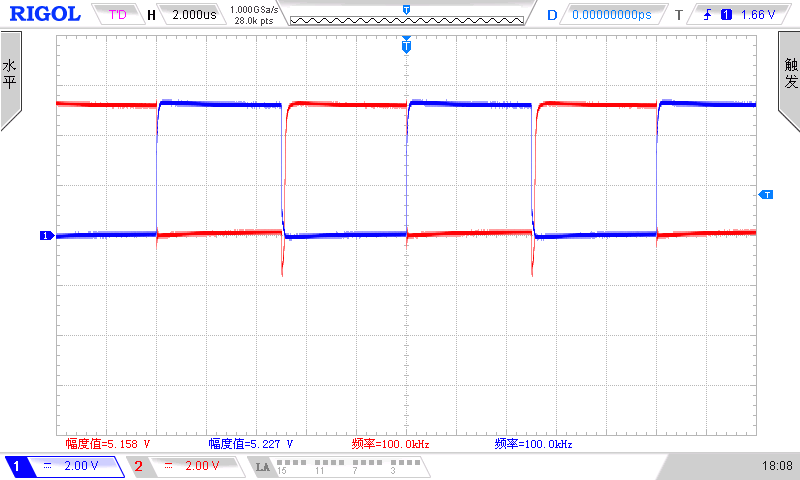 RIGOL T'D H 2.000us 1.000GSa/s 28.0k pts T D 0.00000000ps T 1 1.66 V
水平 触发
T
T
1
幅度值=5.158 V 幅度值=5.227 V 频率=100.0kHz 频率=100.0kHz
1 2.00 V 2 2.00 V LA 15 11 7 3 18:08